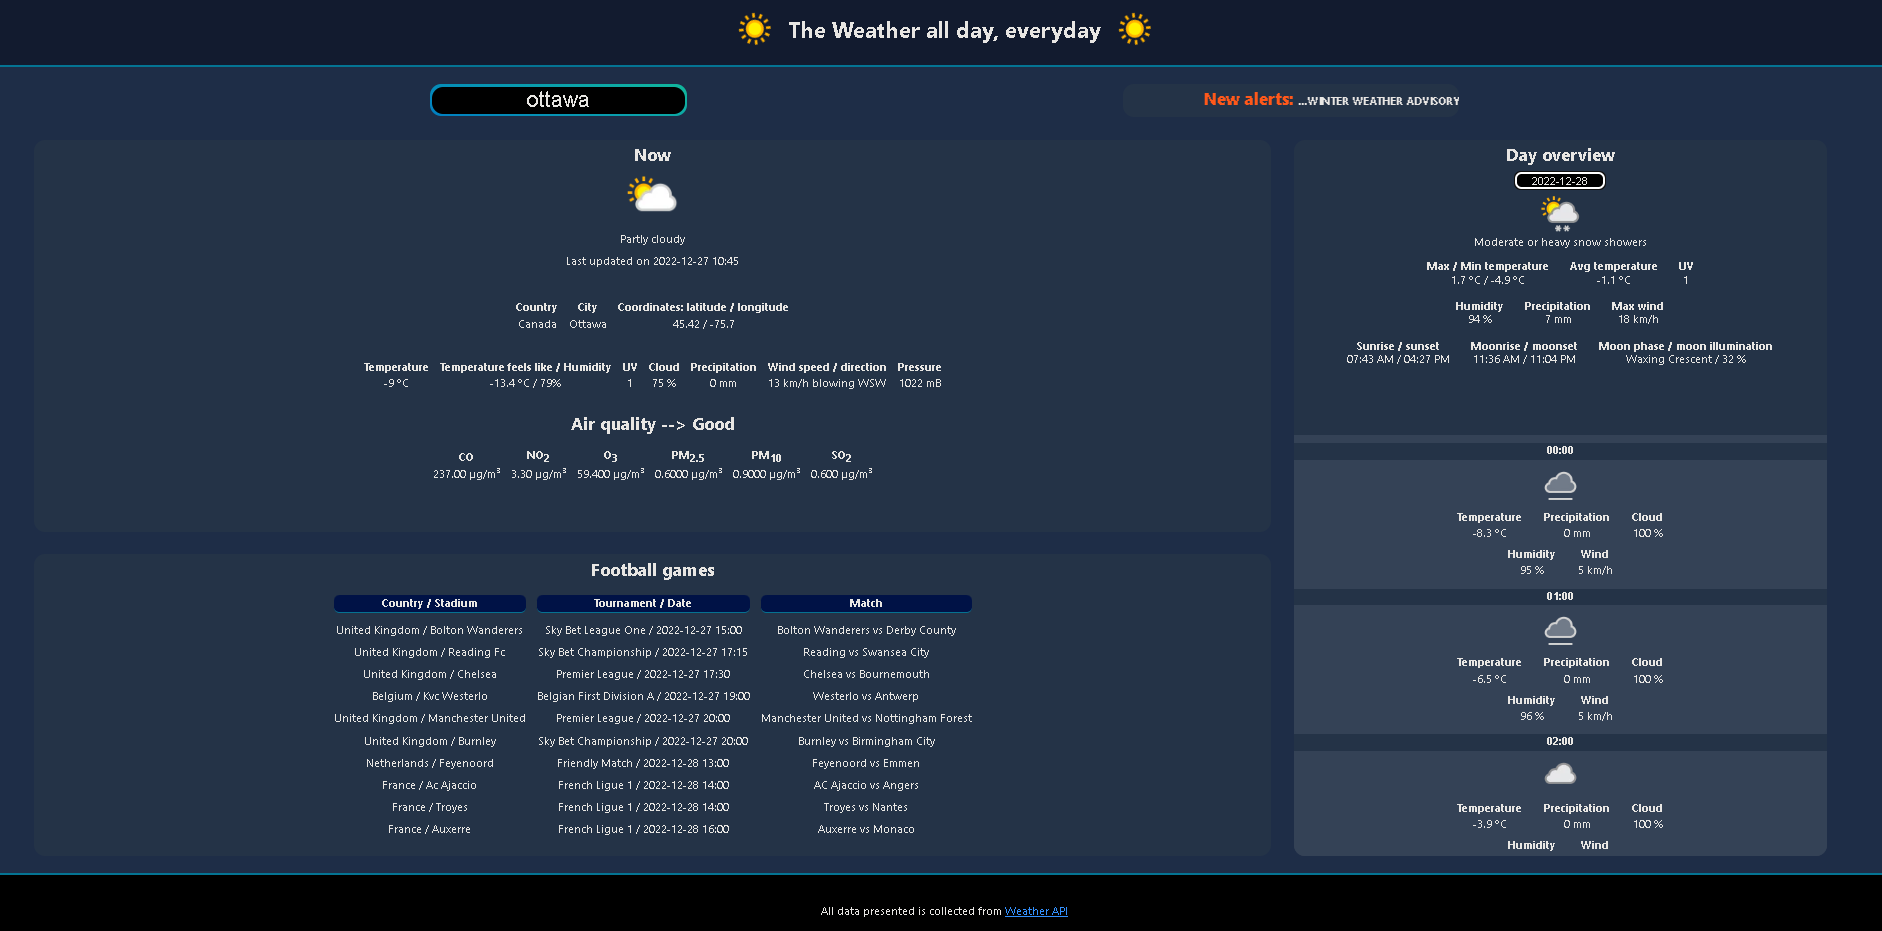 The Weather all day, everyday
ottawa
New alerts: ...WINTER WEATHER ADVISORY
Now
Partly cloudy
Last updated on 2022-12-27 10:45
Country City Coordinates: latitude / longitude
Canada Ottawa 45.42 / -75.7
Temperature Temperature feels like / Humidity UV Cloud Precipitation Wind speed / direction Pressure
-9 °C -13.4 °C / 79% 1 75 % 0 mm 13 km/h blowing WSW 1022 mB
Air quality --> Good
CO NO2 O3 PM2.5 PM10 SO2
237.00 µg/m³ 3.30 µg/m³ 59.400 µg/m³ 0.6000 µg/m³ 0.9000 µg/m³ 0.600 µg/m³
Football games
Country / Stadium Tournament / Date Match
United Kingdom / Bolton Wanderers Sky Bet League One / 2022-12-27 15:00 Bolton Wanderers vs Derby County
United Kingdom / Reading Fc Sky Bet Championship / 2022-12-27 17:15 Reading vs Swansea City
United Kingdom / Chelsea Premier League / 2022-12-27 17:30 Chelsea vs Bournemouth
Belgium / Kvc Westerlo Belgian First Division A / 2022-12-27 19:00 Westerlo vs Antwerp
United Kingdom / Manchester United Premier League / 2022-12-27 20:00 Manchester United vs Nottingham Forest
United Kingdom / Burnley Sky Bet Championship / 2022-12-27 20:00 Burnley vs Birmingham City
Netherlands / Feyenoord Friendly Match / 2022-12-28 13:00 Feyenoord vs Emmen
France / Ac Ajaccio French Ligue 1 / 2022-12-28 14:00 AC Ajaccio vs Angers
France / Troyes French Ligue 1 / 2022-12-28 14:00 Troyes vs Nantes
France / Auxerre French Ligue 1 / 2022-12-28 16:00 Auxerre vs Monaco
Day overview
2022-12-28
Moderate or heavy snow showers
Max / Min temperature Avg temperature UV
1.7 °C / -4.9 °C -1.1 °C 1
Humidity Precipitation Max wind
94 % 7 mm 18 km/h
Sunrise / sunset Moonrise / moonset Moon phase / moon illumination
07:43 AM / 04:27 PM 11:36 AM / 11:04 PM Waxing Crescent / 32 %
00:00
Temperature Precipitation Cloud
-8.3 °C 0 mm 100 %
Humidity Wind
95 % 5 km/h
01:00
Temperature Precipitation Cloud
-6.5 °C 0 mm 100 %
Humidity Wind
96 % 5 km/h
02:00
Temperature Precipitation Cloud
-3.9 °C 0 mm 100 %
Humidity Wind
All data presented is collected from Weather API